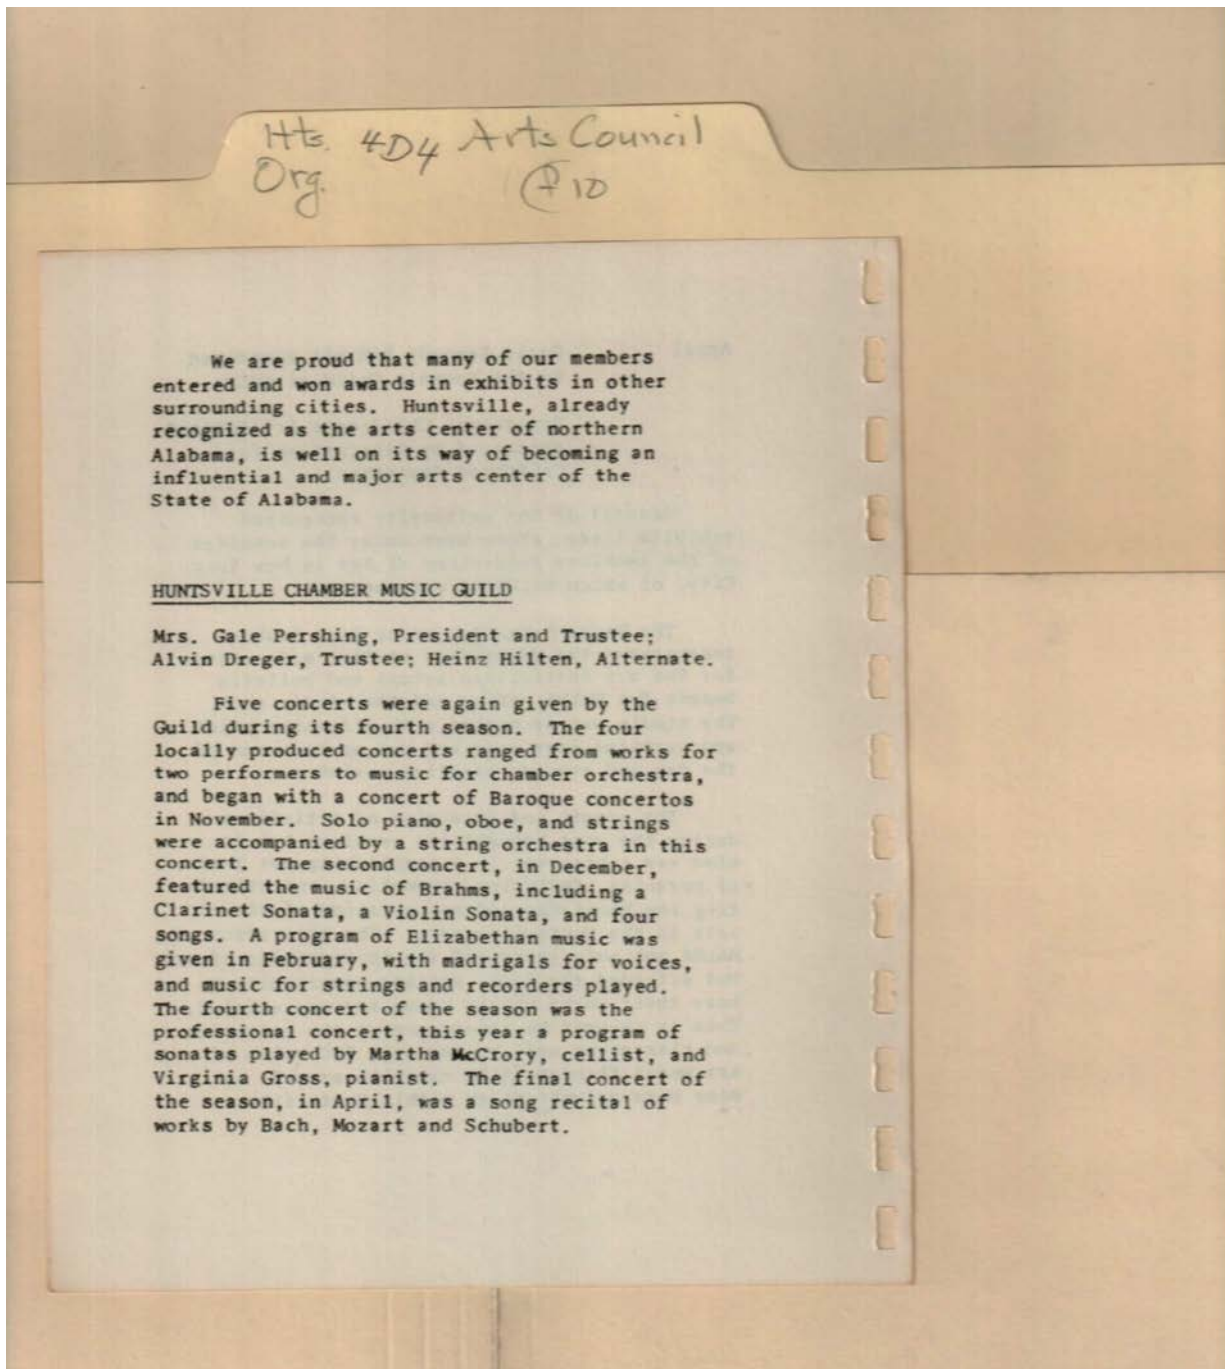 Hts. 4D4 Arts Council
Org. 10
We are proud that many of our members
entered and won awards in exhibits in other
surrounding cities. Huntsville, already
recognized as the arts center of northern
Alabama, is well on its way of becoming an
influential and major arts center of the
State of Alabama.
HUNTSVILLE CHAMBER MUSIC GUILD
Mrs. Gale Pershing, President and Trustee;
Alvin Dreger, Trustee; Heinz Hilten, Alternate.
Five concerts were again given by the
Guild during its fourth season. The four
locally produced concerts ranged from works for
two performers to music for chamber orchestra,
and began with a concert of Baroque concertos
in November. Solo piano, oboe, and strings
were accompanied by a string orchestra in this
concert. The second concert, in December,
featured the music of Brahms, including a
Clarinet Sonata, a Violin Sonata, and four
songs. A program of Elizabethan music was
given in February, with madrigals for voices,
and music for strings and recorders played.
The fourth concert of the season was the
professional concert, this year a program of
sonatas played by Martha McCrory, cellist, and
Virginia Gross, pianist. The final concert of
the season, in April, was a song recital of
works by Bach, Mozart and Schubert.